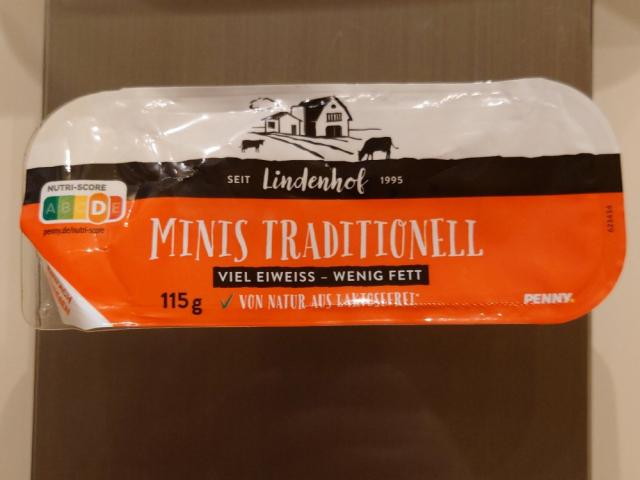 SEIT Lindenhof 1995
NUTRI-SCORE
A B C D E
penny.de/nutri-score
MINIS TRADITIONELL
VIEL EIWEISS – WENIG FETT
115 g ✓ VON NATUR AUS LAKTOSEFREI*
PENNY.